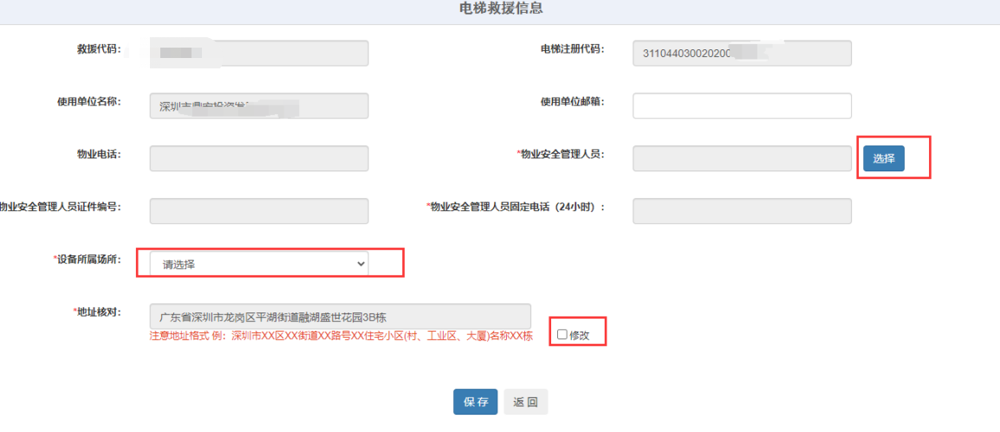 电梯救援信息
救援代码：
电梯注册代码： 31104403002020
使用单位名称： 深圳市鼎安投资发
使用单位邮箱：
物业电话：
*物业安全管理人员： 选择
物业安全管理人员证件编号：
*物业安全管理人员固定电话（24小时）：
*设备所属场所： 请选择
*地址核对： 广东省深圳市龙岗区平湖街道融湖盛世花园3B栋
注意地址格式 例：深圳市XX区XX街道XX路号XX住宅小区(村、工业区、大厦)名称XX栋 修改
保存 返回